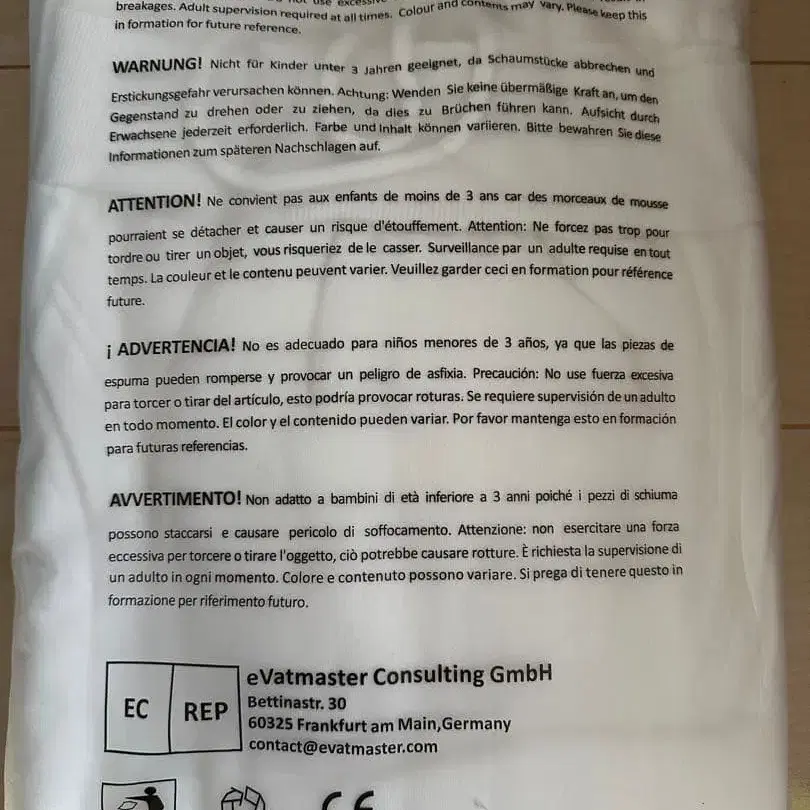 not use excessive
breakages. Adult supervision required at all times. Colour and contents may vary. Please keep this
in formation for future reference.
WARNUNG! Nicht für Kinder unter 3 Jahren geeignet, da Schaumstücke abbrechen und
Erstickungsgefahr verursachen können. Achtung: Wenden Sie keine übermäßige Kraft an, um den
Gegenstand zu drehen oder zu ziehen, da dies zu Brüchen führen kann. Aufsicht durch
Erwachsene jederzeit erforderlich. Farbe und Inhalt können variieren. Bitte bewahren Sie diese
Informationen zum späteren Nachschlagen auf.
ATTENTION! Ne convient pas aux enfants de moins de 3 ans car des morceaux de mousse
pourraient se détacher et causer un risque d'étouffement. Attention: Ne forcez pas trop pour
tordre ou tirer un objet, vous risqueriez de le casser. Surveillance par un adulte requise en tout
temps. La couleur et le contenu peuvent varier. Veuillez garder ceci en formation pour référence
future.
¡ ADVERTENCIA! No es adecuado para niños menores de 3 años, ya que las piezas de
espuma pueden romperse y provocar un peligro de asfixia. Precaución: No use fuerza excesiva
para torcer o tirar del artículo, esto podría provocar roturas. Se requiere supervisión de un adulto
en todo momento. El color y el contenido pueden variar. Por favor mantenga esto en formación
para futuras referencias.
AVVERTIMENTO! Non adatto a bambini di età inferiore a 3 anni poiché i pezzi di schiuma
possono staccarsi e causare pericolo di soffocamento. Attenzione: non esercitare una forza
eccessiva per torcere o tirare l'oggetto, ciò potrebbe causare rotture. È richiesta la supervisione di
un adulto in ogni momento. Colore e contenuto possono variare. Si prega di tenere questo in
formazione per riferimento futuro.
EC REP
eVatmaster Consulting GmbH
Bettinastr. 30
60325 Frankfurt am Main,Germany
contact@evatmaster.com
CE